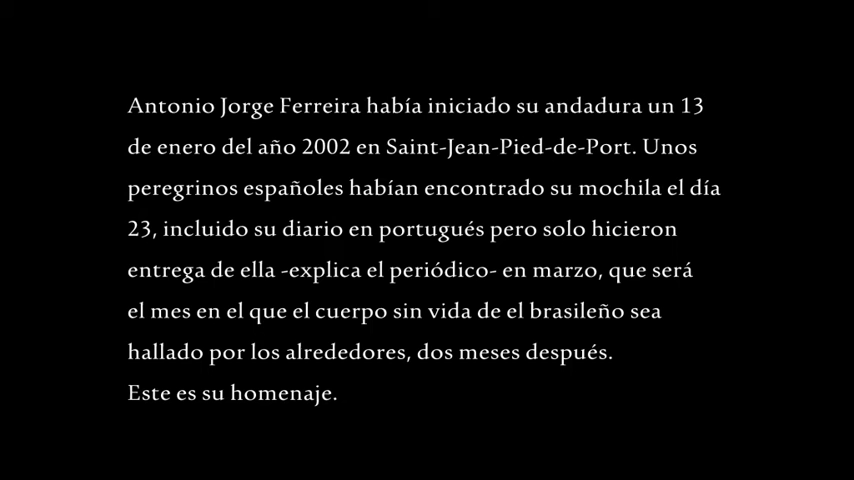 Antonio Jorge Ferreira había iniciado su andadura un 13
de enero del año 2002 en Saint-Jean-Pied-de-Port. Unos
peregrinos españoles habían encontrado su mochila el día
23, incluido su diario en portugués pero solo hicieron
entrega de ella -explica el periódico- en marzo, que será
el mes en el que el cuerpo sin vida de el brasileño sea
hallado por los alrededores, dos meses después.
Este es su homenaje.